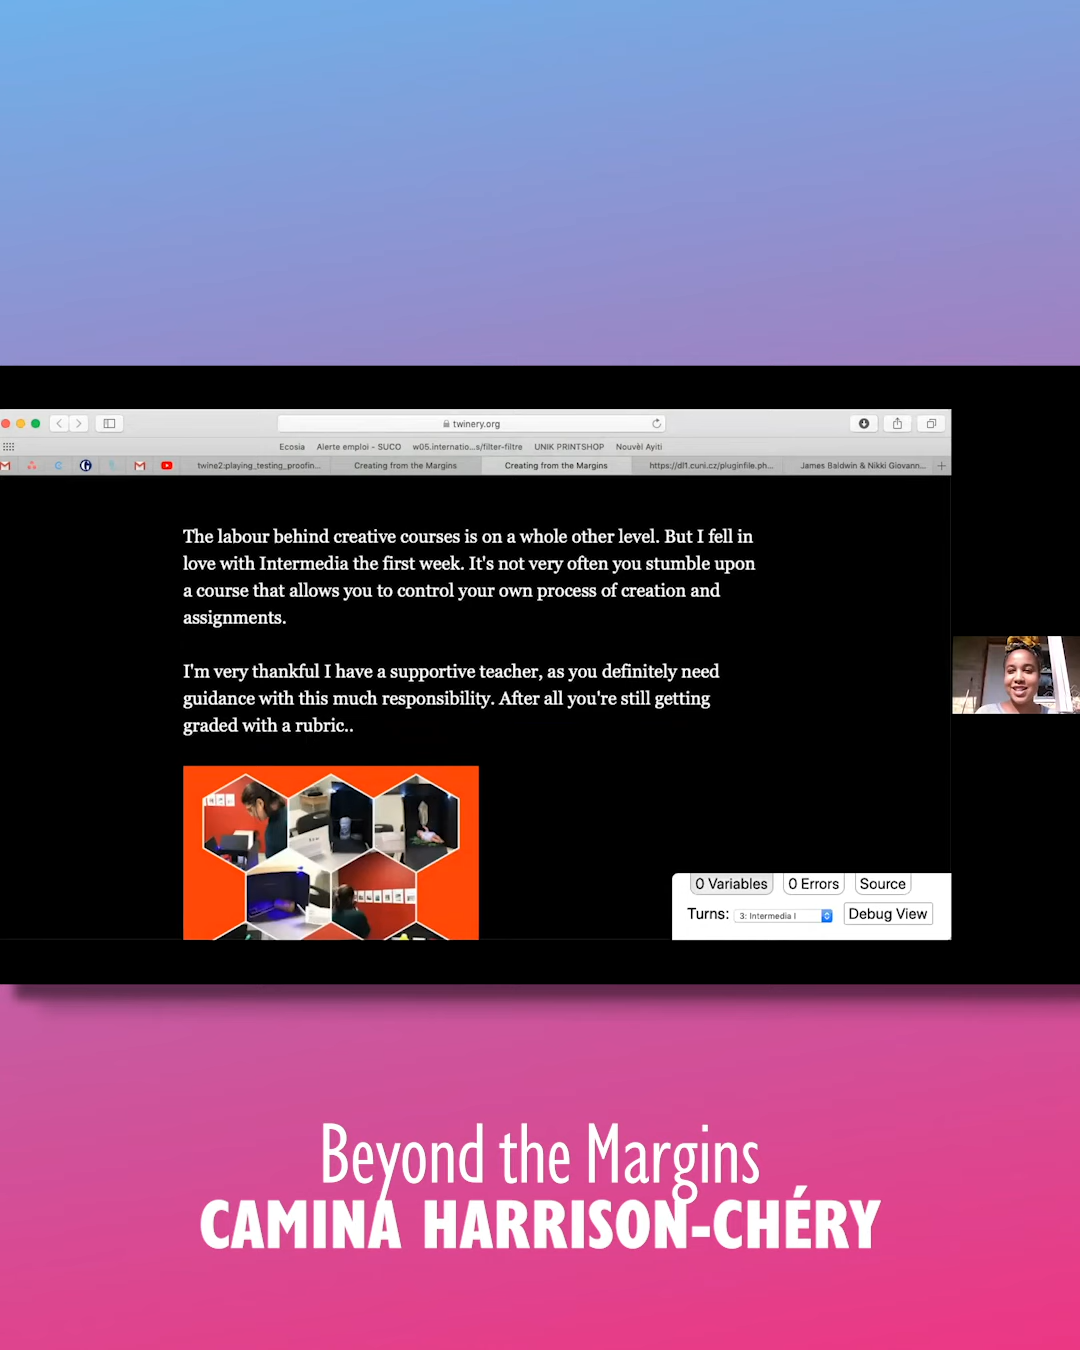 twinery.org
Ecosia Alerte emploi - SUCO w05.internatio...s/filter-filtre UNIK PRINTSHOP Nouvèl Ayiti
twine2:playing_testing_proofin... Creating from the Margins Creating from the Margins https://dl1.cuni.cz/pluginfile.ph... James Baldwin & Nikki Giovann...
The labour behind creative courses is on a whole other level. But I fell in
love with Intermedia the first week. It's not very often you stumble upon
a course that allows you to control your own process of creation and
assignments.
I'm very thankful I have a supportive teacher, as you definitely need
guidance with this much responsibility. After all you're still getting
graded with a rubric..
0 Variables 0 Errors Source
Turns: 3: Intermedia I Debug View
Beyond the Margins
CAMINA HARRISON-CHÉRY